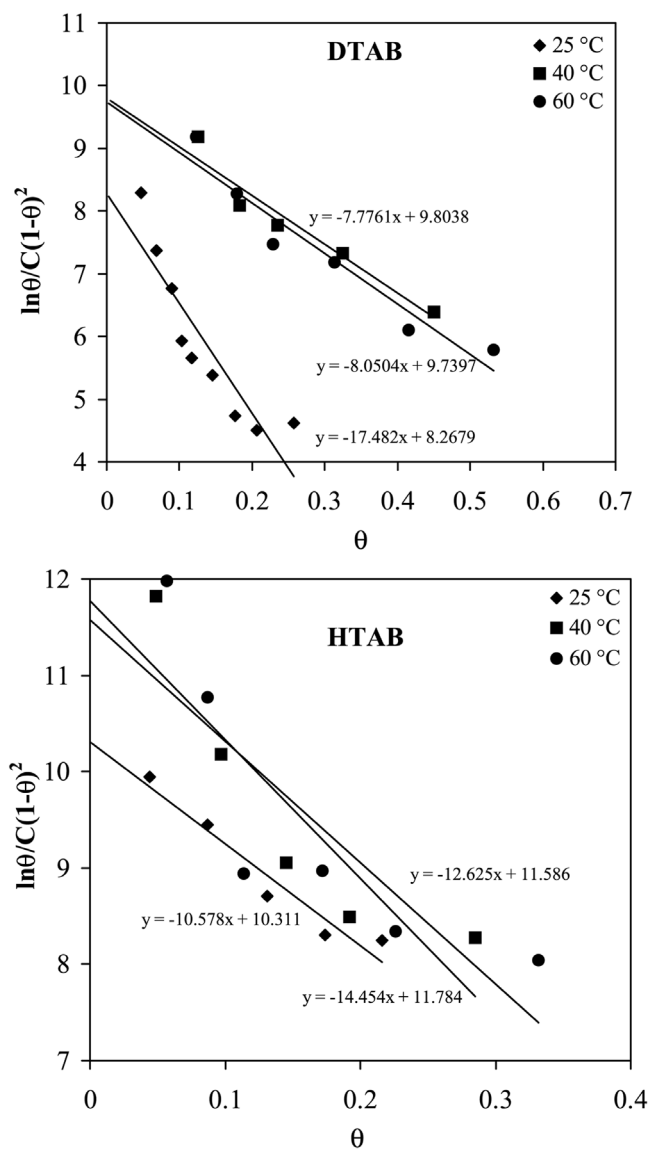 11
DTAB
◆ 25 °C
■ 40 °C
● 60 °C
10
9
8
7
6
5
4
lnθ/C(1-θ)²
y = -7.7761x + 9.8038
y = -8.0504x + 9.7397
y = -17.482x + 8.2679
0 0.1 0.2 0.3 0.4 0.5 0.6 0.7
θ
12
HTAB
◆ 25 °C
■ 40 °C
● 60 °C
11
10
9
8
7
lnθ/C(1-θ)²
y = -12.625x + 11.586
y = -10.578x + 10.311
y = -14.454x + 11.784
0 0.1 0.2 0.3 0.4
θ